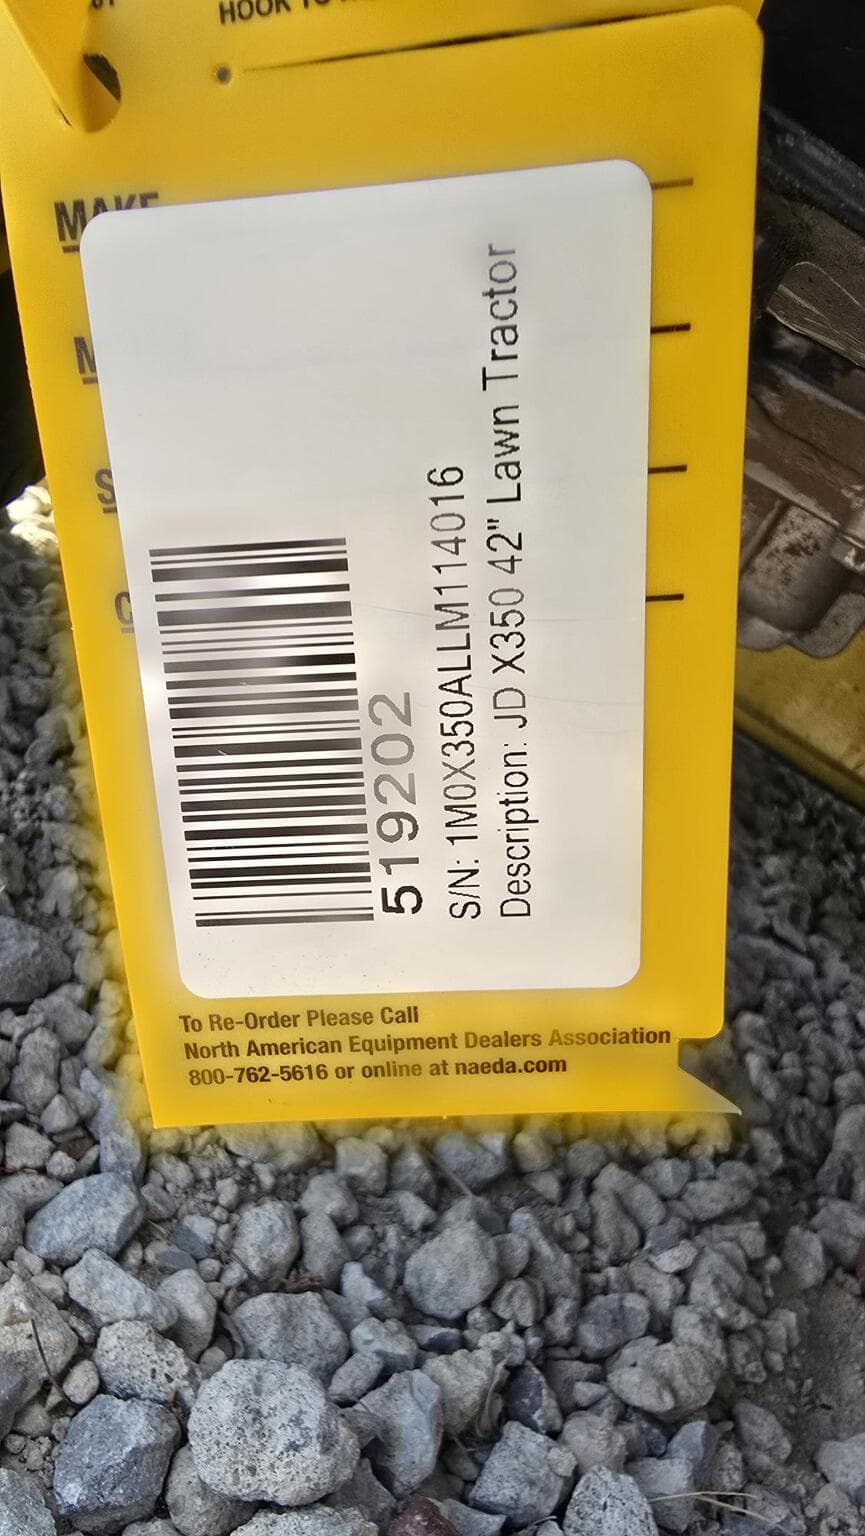 HOOK
MAKE
519202
S/N: 1M0X350ALLM114016
Description: JD X350 42" Lawn Tractor
To Re-Order Please Call
North American Equipment Dealers Association
800-762-5616 or online at naeda.com